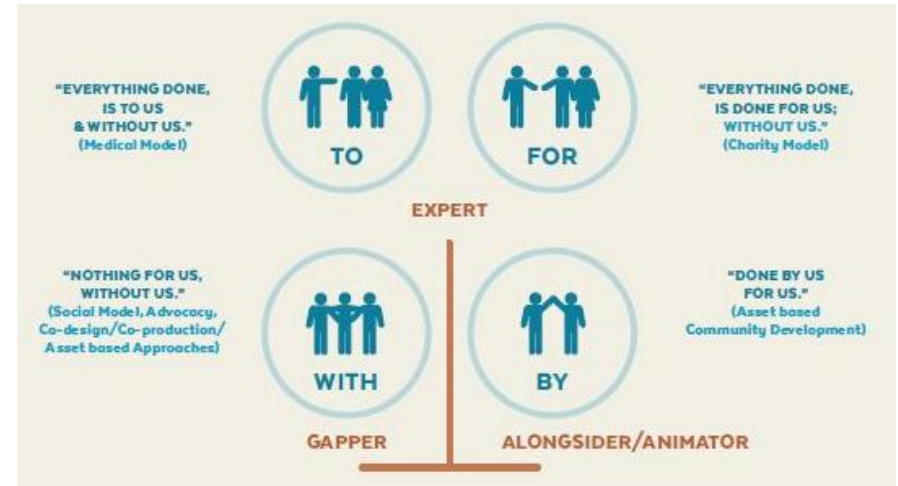 "EVERYTHING DONE,
IS TO US
& WITHOUT US."
(Medical Model)
TO
FOR
"EVERYTHING DONE,
IS DONE FOR US;
WITHOUT US."
(Charity Model)
EXPERT
"NOTHING FOR US,
WITHOUT US."
(Social Model, Advocacy,
Co-design/Co-production/
Asset based Approaches)
WITH
BY
"DONE BY US
FOR US."
(Asset based
Community Development)
GAPPER
ALONGSIDER/ANIMATOR